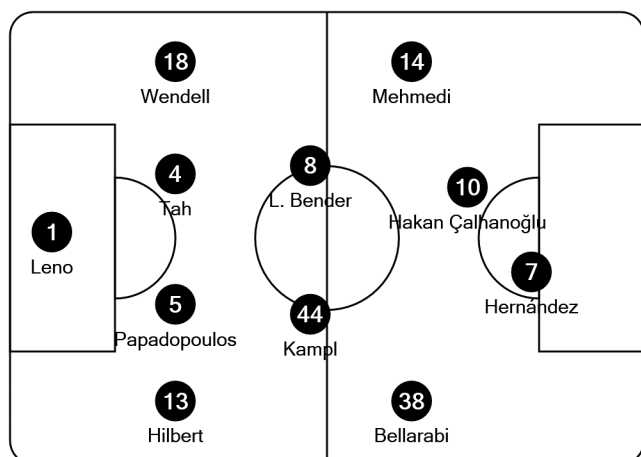 18
Wendell
14
Mehmedi
8
L. Bender
4
Tah
10
Hakan Çalhanoğlu
1
Leno
7
Hernández
5
Papadopoulos
44
Kampl
13
Hilbert
38
Bellarabi